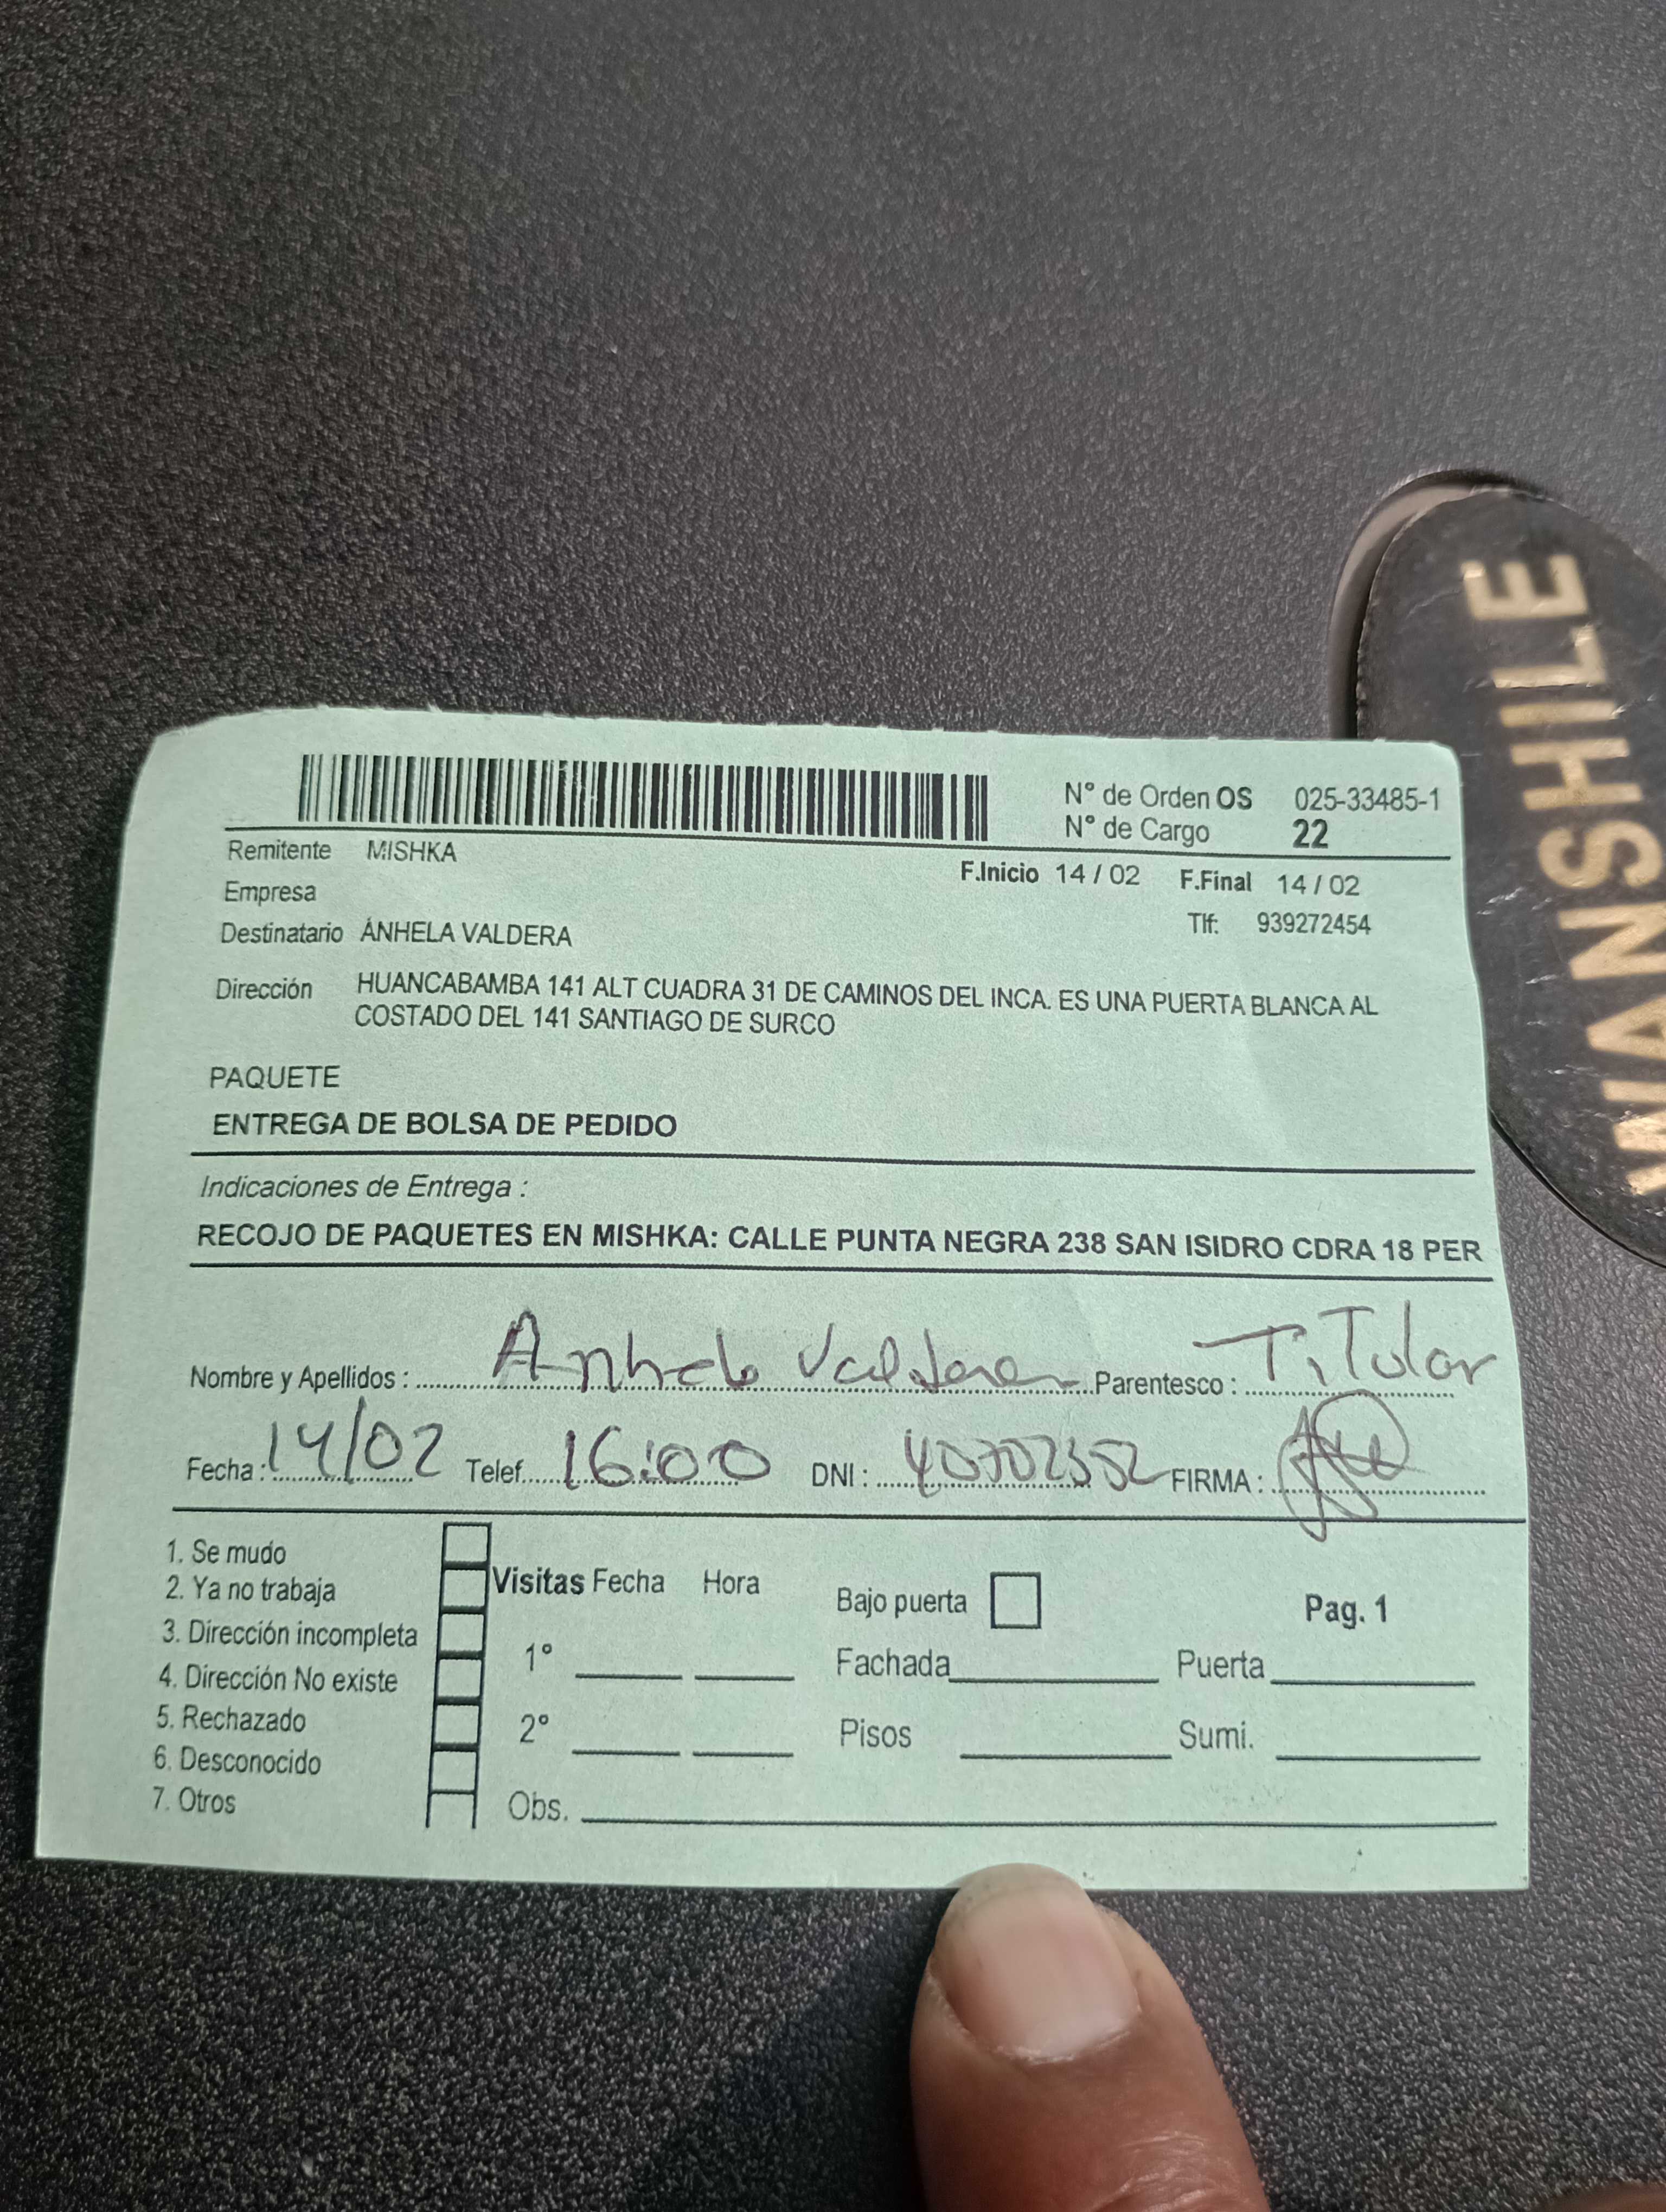 N° de Orden OS 025-33485-1
N° de Cargo 22
Remitente MISHKA
F.Inicio 14 / 02 F.Final 14 / 02
Empresa
Tlf: 939272454
Destinatario ÁNHELA VALDERA
Dirección HUANCABAMBA 141 ALT CUADRA 31 DE CAMINOS DEL INCA. ES UNA PUERTA BLANCA AL
COSTADO DEL 141 SANTIAGO DE SURCO
PAQUETE
ENTREGA DE BOLSA DE PEDIDO
Indicaciones de Entrega :
RECOJO DE PAQUETES EN MISHKA: CALLE PUNTA NEGRA 238 SAN ISIDRO CDRA 18 PER
Nombre y Apellidos : Anhela Valdera Parentesco : TiTular
Fecha : 14/02 Telef. 16:00 DNI : 40702352 FIRMA :
1. Se mudo
2. Ya no trabaja
3. Dirección incompleta
4. Dirección No existe
5. Rechazado
6. Desconocido
7. Otros
Visitas Fecha Hora
1°
2°
Obs.
Bajo puerta Pag. 1
Fachada Puerta
Pisos Sumi.
WANSHILE